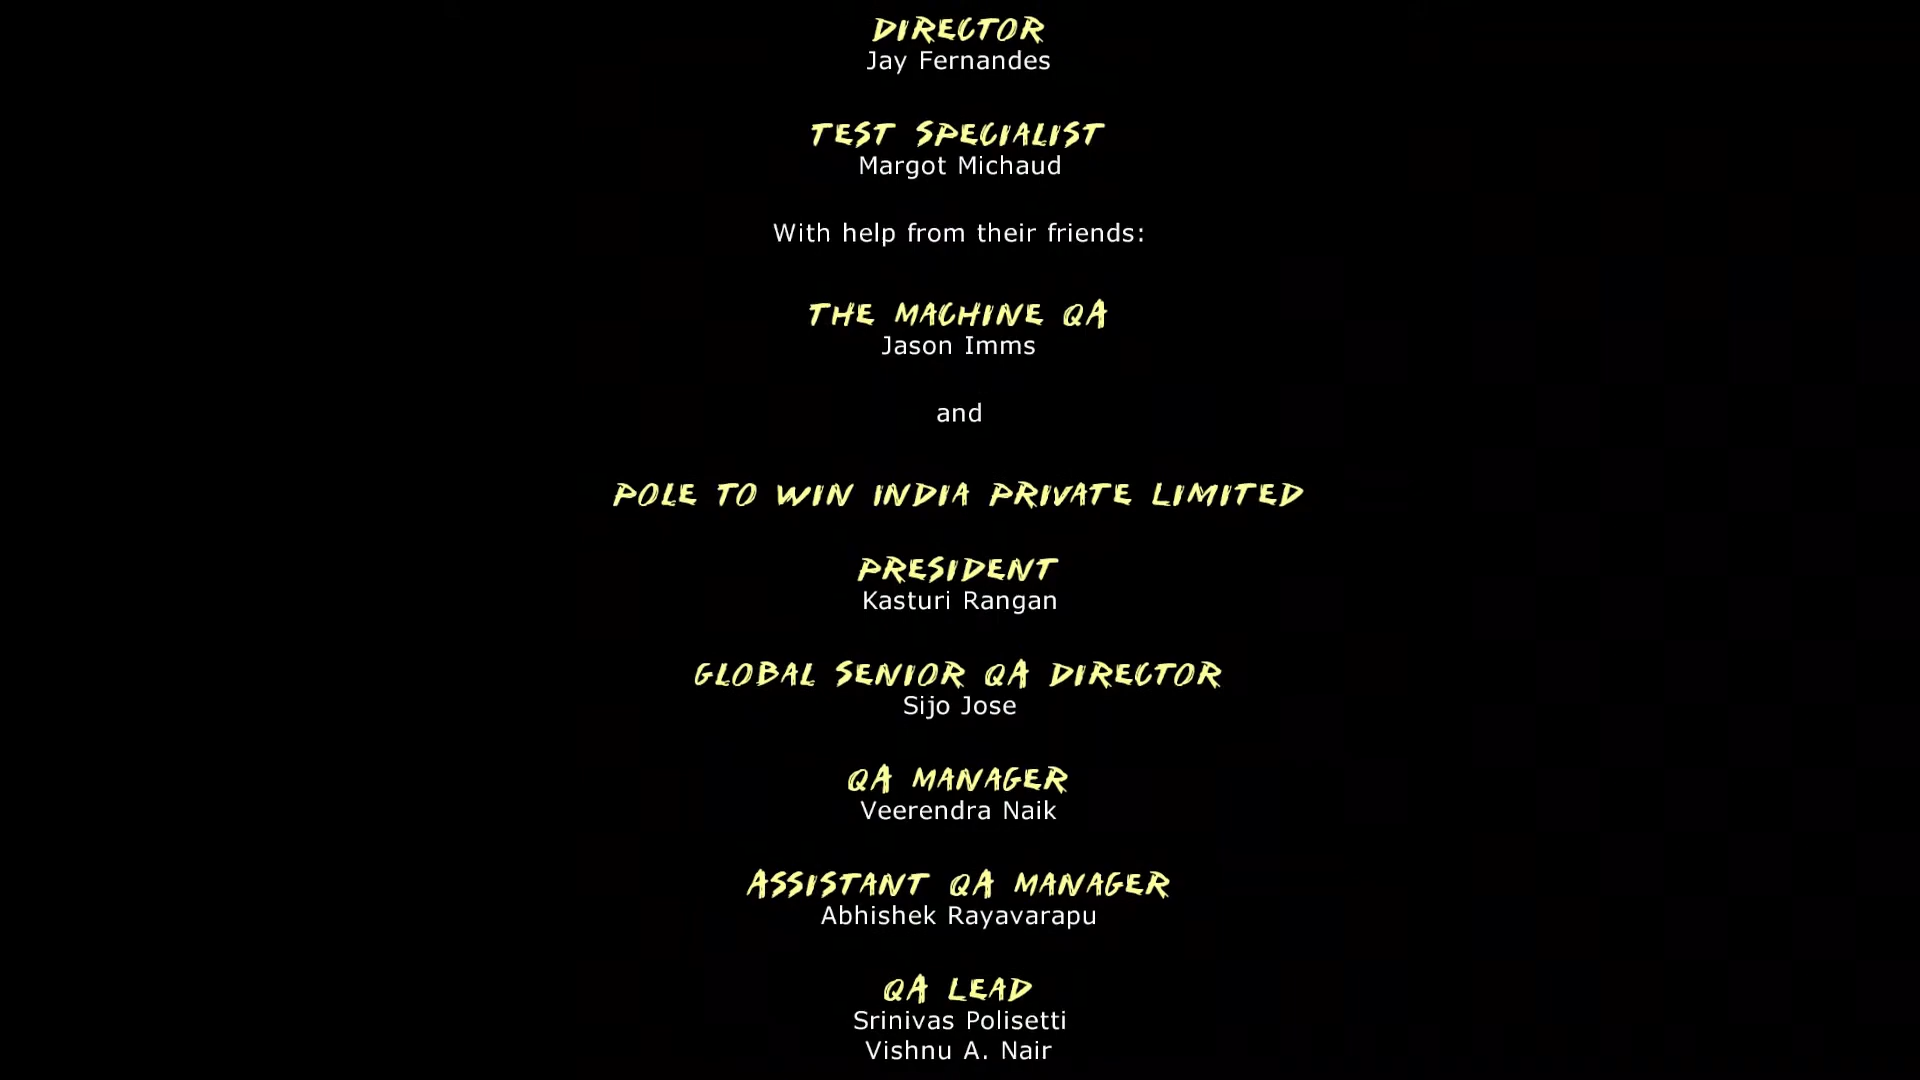 DIRECTOR
Jay Fernandes
TEST SPECIALIST
Margot Michaud
With help from their friends:
THE MACHINE QA
Jason Imms
and
POLE TO WIN INDIA PRIVATE LIMITED
PRESIDENT
Kasturi Rangan
GLOBAL SENIOR QA DIRECTOR
Sijo Jose
QA MANAGER
Veerendra Naik
ASSISTANT QA MANAGER
Abhishek Rayavarapu
QA LEAD
Srinivas Polisetti
Vishnu A. Nair